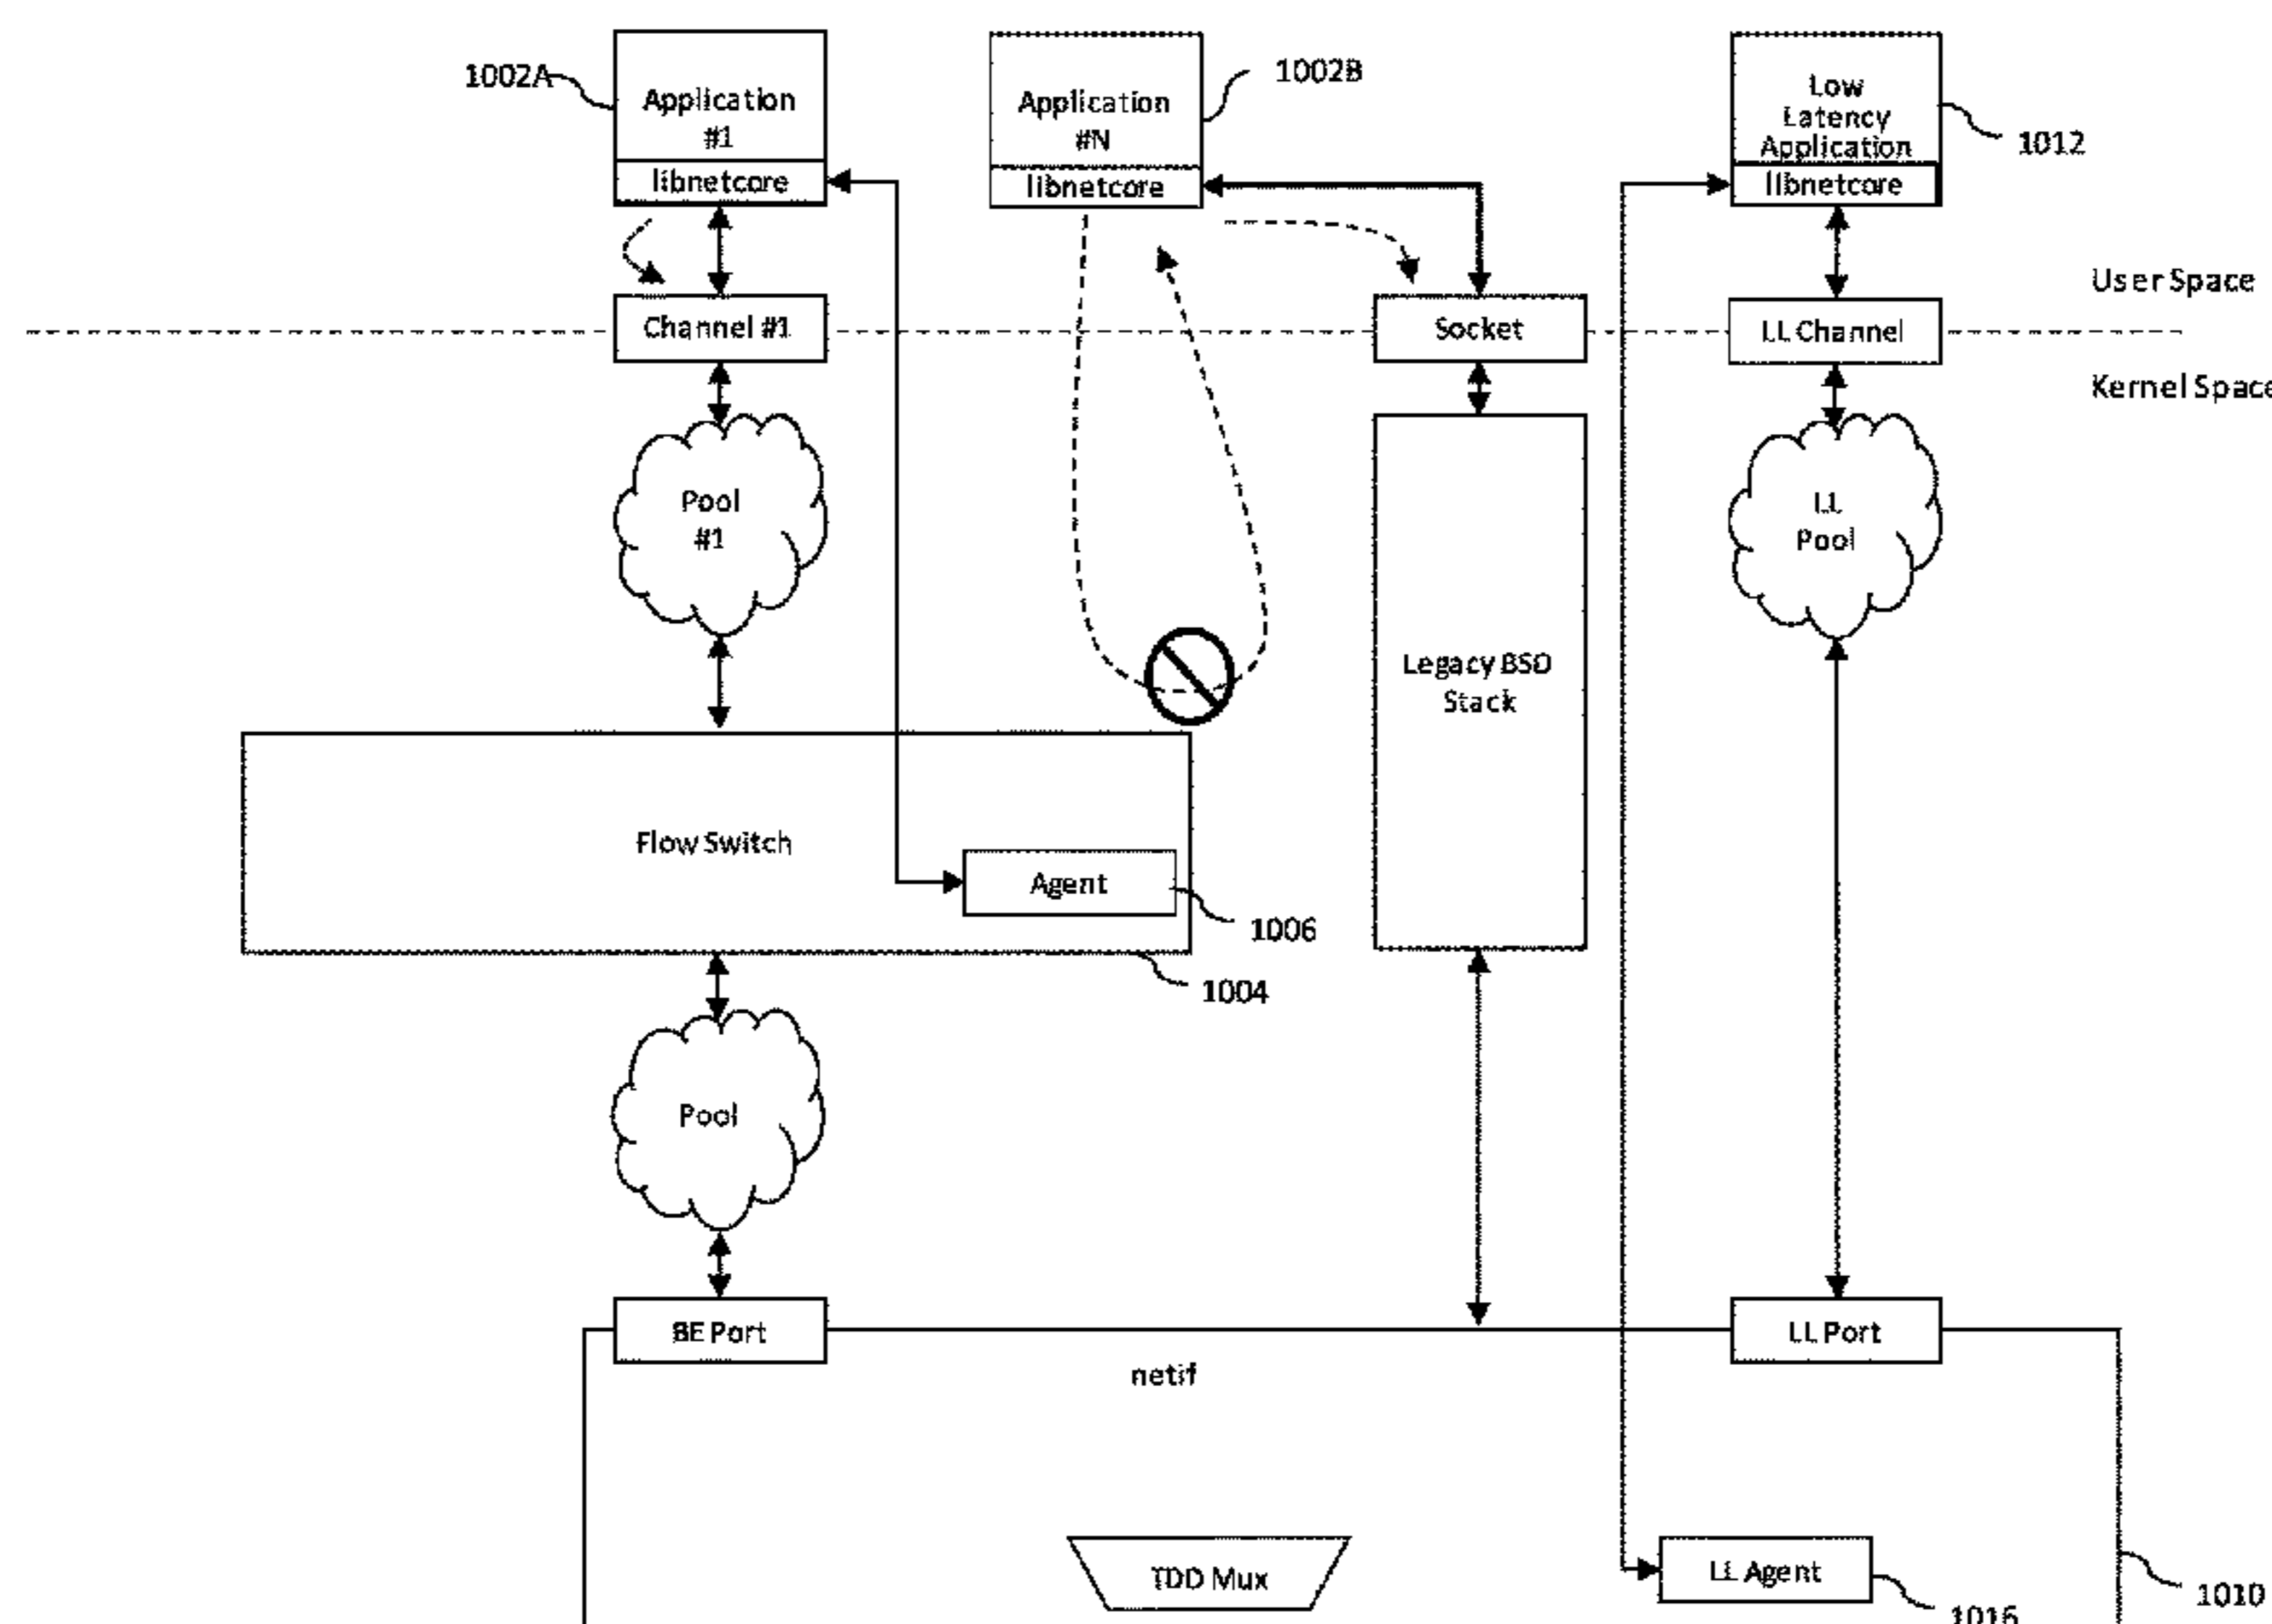 1002A
Application
#1
libnetcore
Application
#N
libnetcore
1002B
Low
Latency
Application
libnetcore
1012
User Space
Channel #1
Socket
LL Channel
Kernel Space
Pool
#1
LL
Pool
Legacy BSD
Stack
Flow Switch
Agent
1006
1004
Pool
BE Port
LL Port
netif
TDD Mux
LL Agent
1010
1016